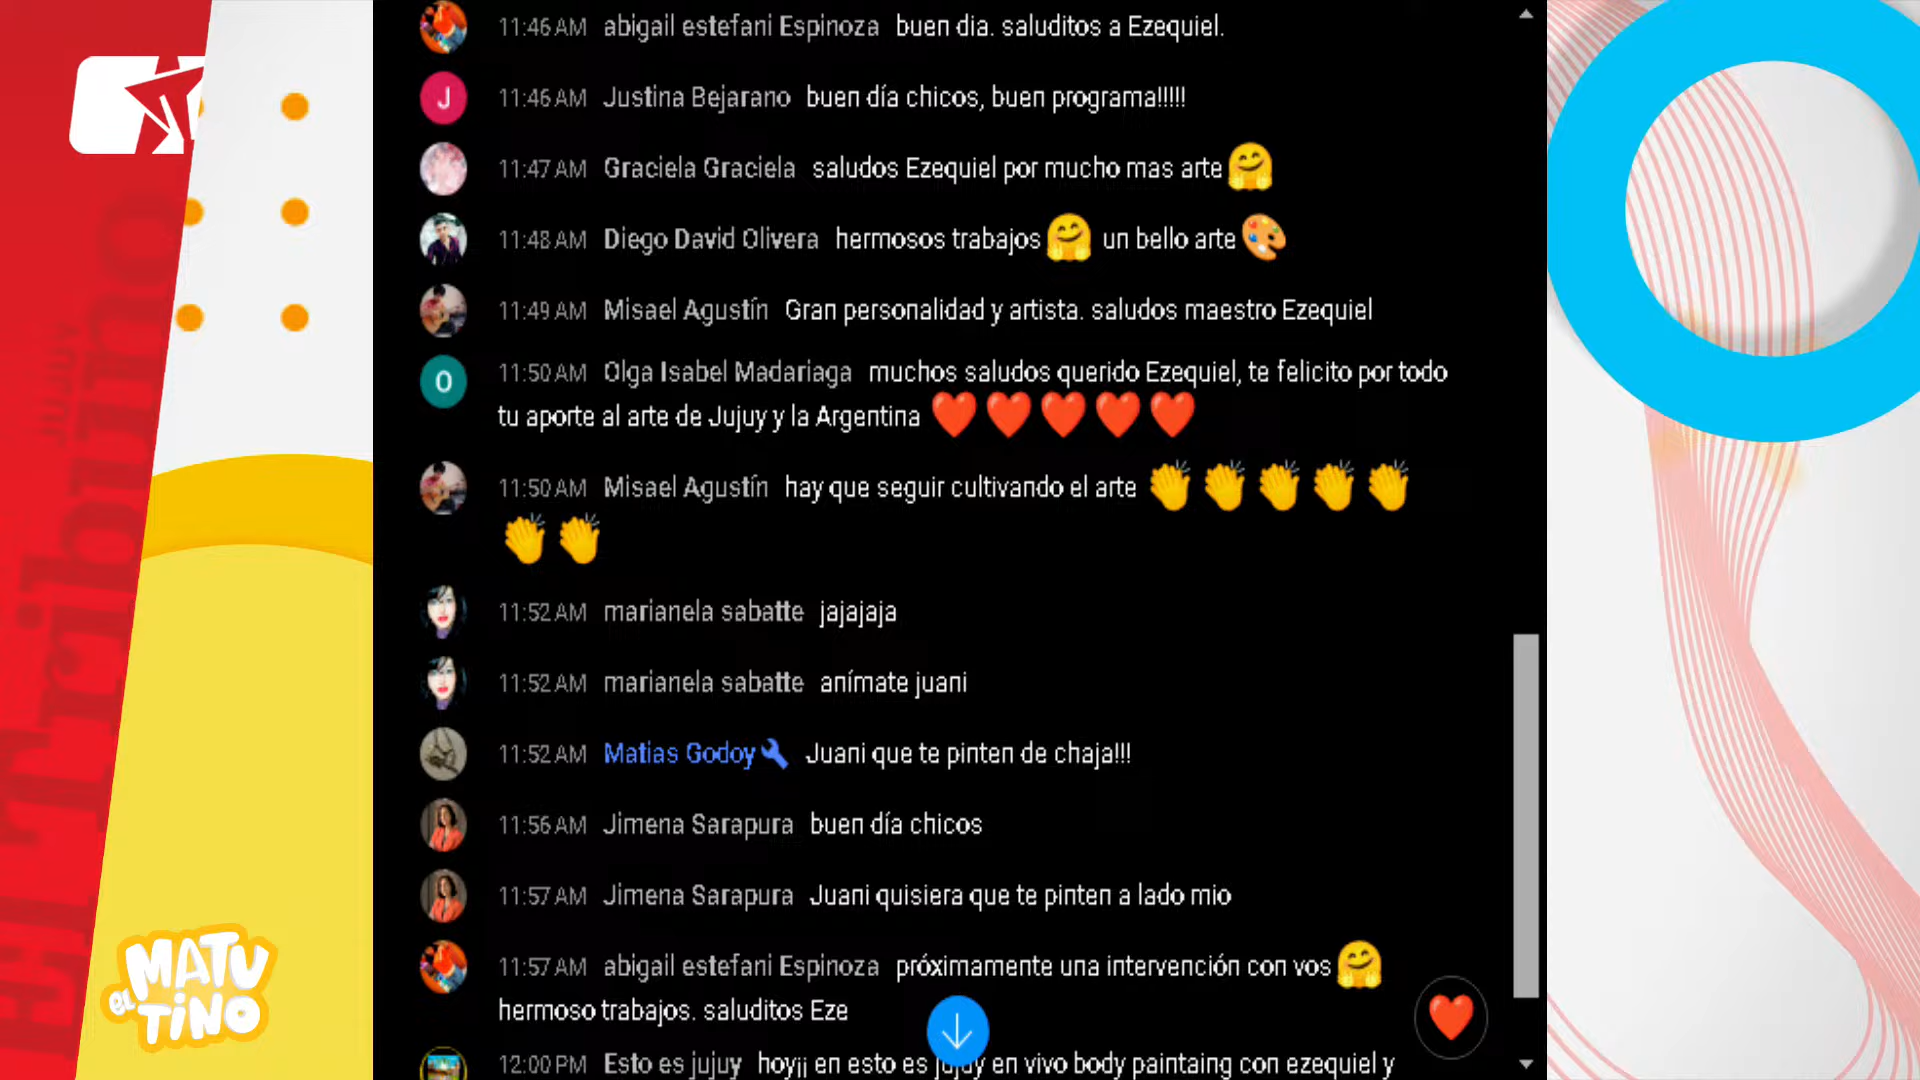 11:46 AM abigail estefani Espinoza buen dia. saluditos a Ezequiel.
J 11:46 AM Justina Bejarano buen día chicos, buen programa!!!!!
11:47 AM Graciela Graciela saludos Ezequiel por mucho mas arte 🤗
11:48 AM Diego David Olivera hermosos trabajos 🤗 un bello arte 🎨
11:49 AM Misael Agustín Gran personalidad y artista. saludos maestro Ezequiel
O 11:50 AM Olga Isabel Madariaga muchos saludos querido Ezequiel, te felicito por todo
tu aporte al arte de Jujuy y la Argentina ❤️❤️❤️❤️❤️
11:50 AM Misael Agustín hay que seguir cultivando el arte 👏👏👏👏👏
👏👏
11:52 AM marianela sabatte jajajaja
11:52 AM marianela sabatte anímate juani
11:52 AM Matias Godoy Juani que te pinten de chaja!!!
11:56 AM Jimena Sarapura buen día chicos
11:57 AM Jimena Sarapura Juani quisiera que te pinten a lado mio
11:57 AM abigail estefani Espinoza próximamente una intervención con vos 🤗
hermoso trabajos. saluditos Eze
12:00 PM Esto es jujuy hoy¡¡ en esto es jujuy en vivo body paintaing con ezequiel y
El Tribuno
EL MATU
TINO